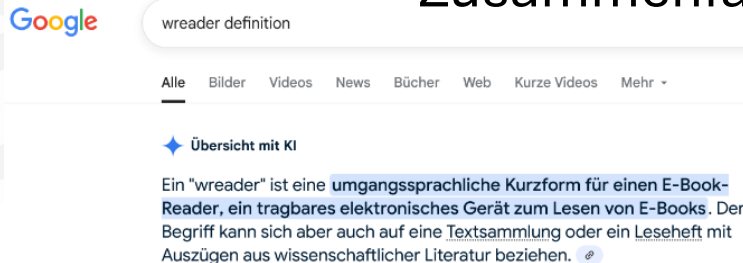 Google
wreader definition
Alle Bilder Videos News Bücher Web Kurze Videos Mehr
Übersicht mit KI
Ein "wreader" ist eine umgangssprachliche Kurzform für einen E-Book-
Reader, ein tragbares elektronisches Gerät zum Lesen von E-Books. Der
Begriff kann sich aber auch auf eine Textsammlung oder ein Leseheft mit
Auszügen aus wissenschaftlicher Literatur beziehen.